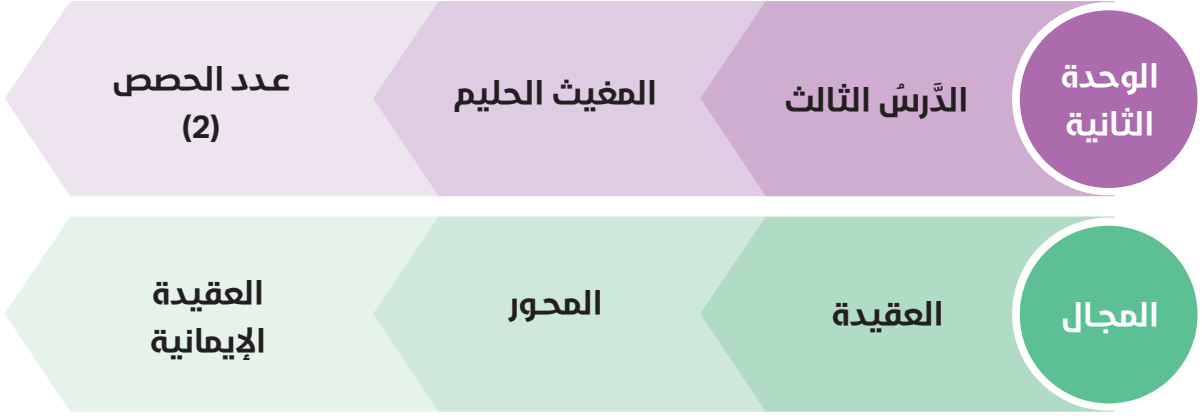 الوحدة
الثانية
الدَّرسُ الثالث
المغيث الحليم
عدد الحصص
(2)
المجال
العقيدة
المحور
العقيدة
الإيمانية